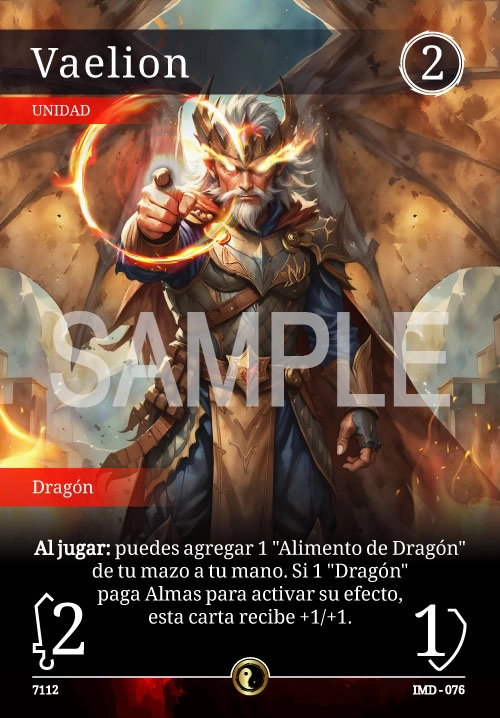 Vaelion
2
UNIDAD
SAMPLE
Dragón
Al jugar: puedes agregar 1 "Alimento de Dragón"
de tu mazo a tu mano. Si 1 "Dragón"
paga Almas para activar su efecto,
esta carta recibe +1/+1.
2
1
7112
IMD - 076